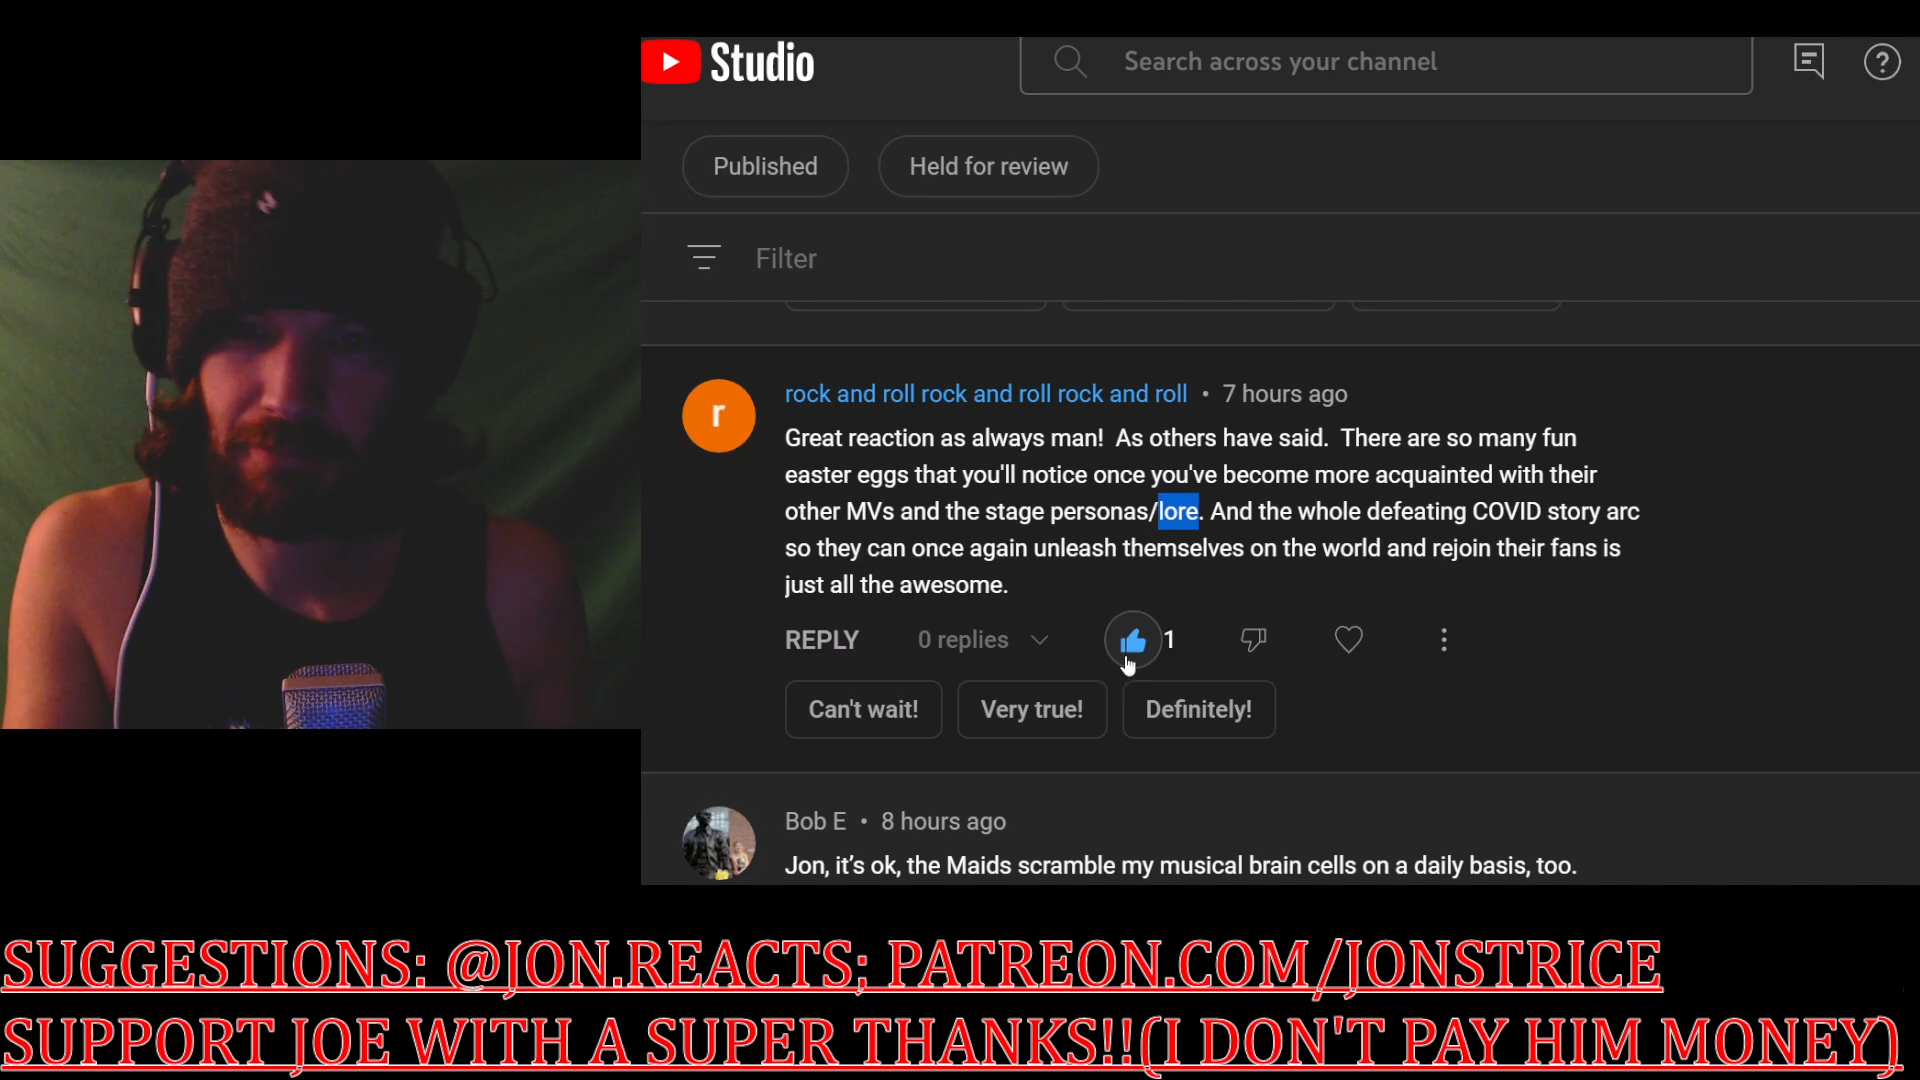 Studio
Search across your channel
Published
Held for review
Filter
r
rock and roll rock and roll rock and roll • 7 hours ago
Great reaction as always man!  As others have said.  There are so many fun
easter eggs that you'll notice once you've become more acquainted with their
other MVs and the stage personas/lore. And the whole defeating COVID story arc
so they can once again unleash themselves on the world and rejoin their fans is
just all the awesome.
REPLY
0 replies
1
Can't wait!
Very true!
Definitely!
Bob E • 8 hours ago
Jon, it’s ok, the Maids scramble my musical brain cells on a daily basis, too.
SUGGESTIONS: @JON.REACTS; PATREON.COM/JONSTRICE
SUPPORT JOE WITH A SUPER THANKS!!(I DON'T PAY HIM MONEY)